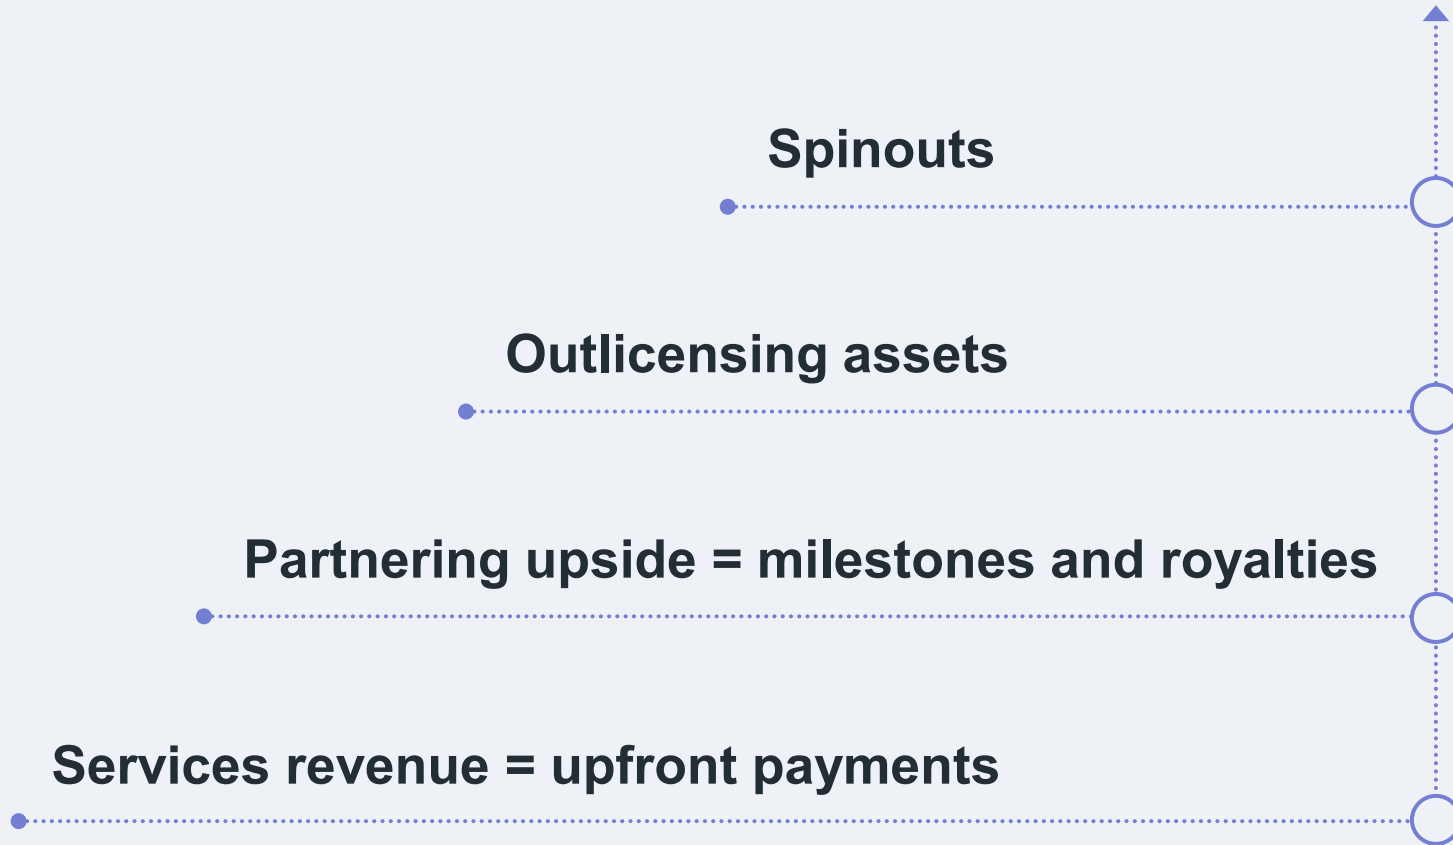 Spinouts
Outlicensing assets
Partnering upside = milestones and royalties
Services revenue = upfront payments